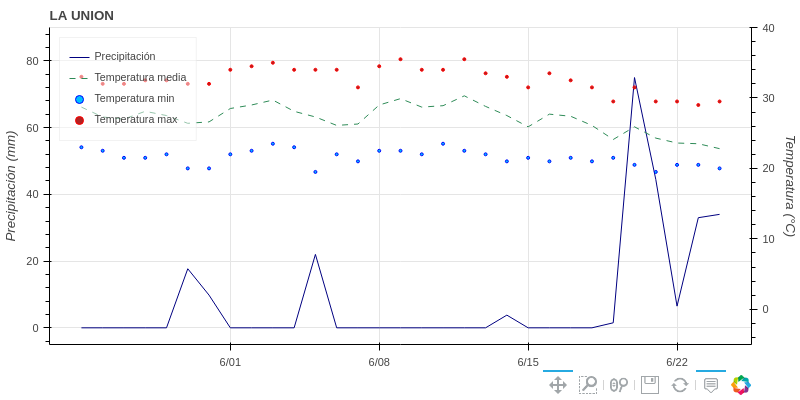 LA UNION
Precipitación
Temperatura media
Temperatura min
Temperatura max
Precipitación (mm)
80
60
40
20
0
Temperatura (°C)
40
30
20
10
0
6/01 6/08 6/15 6/22